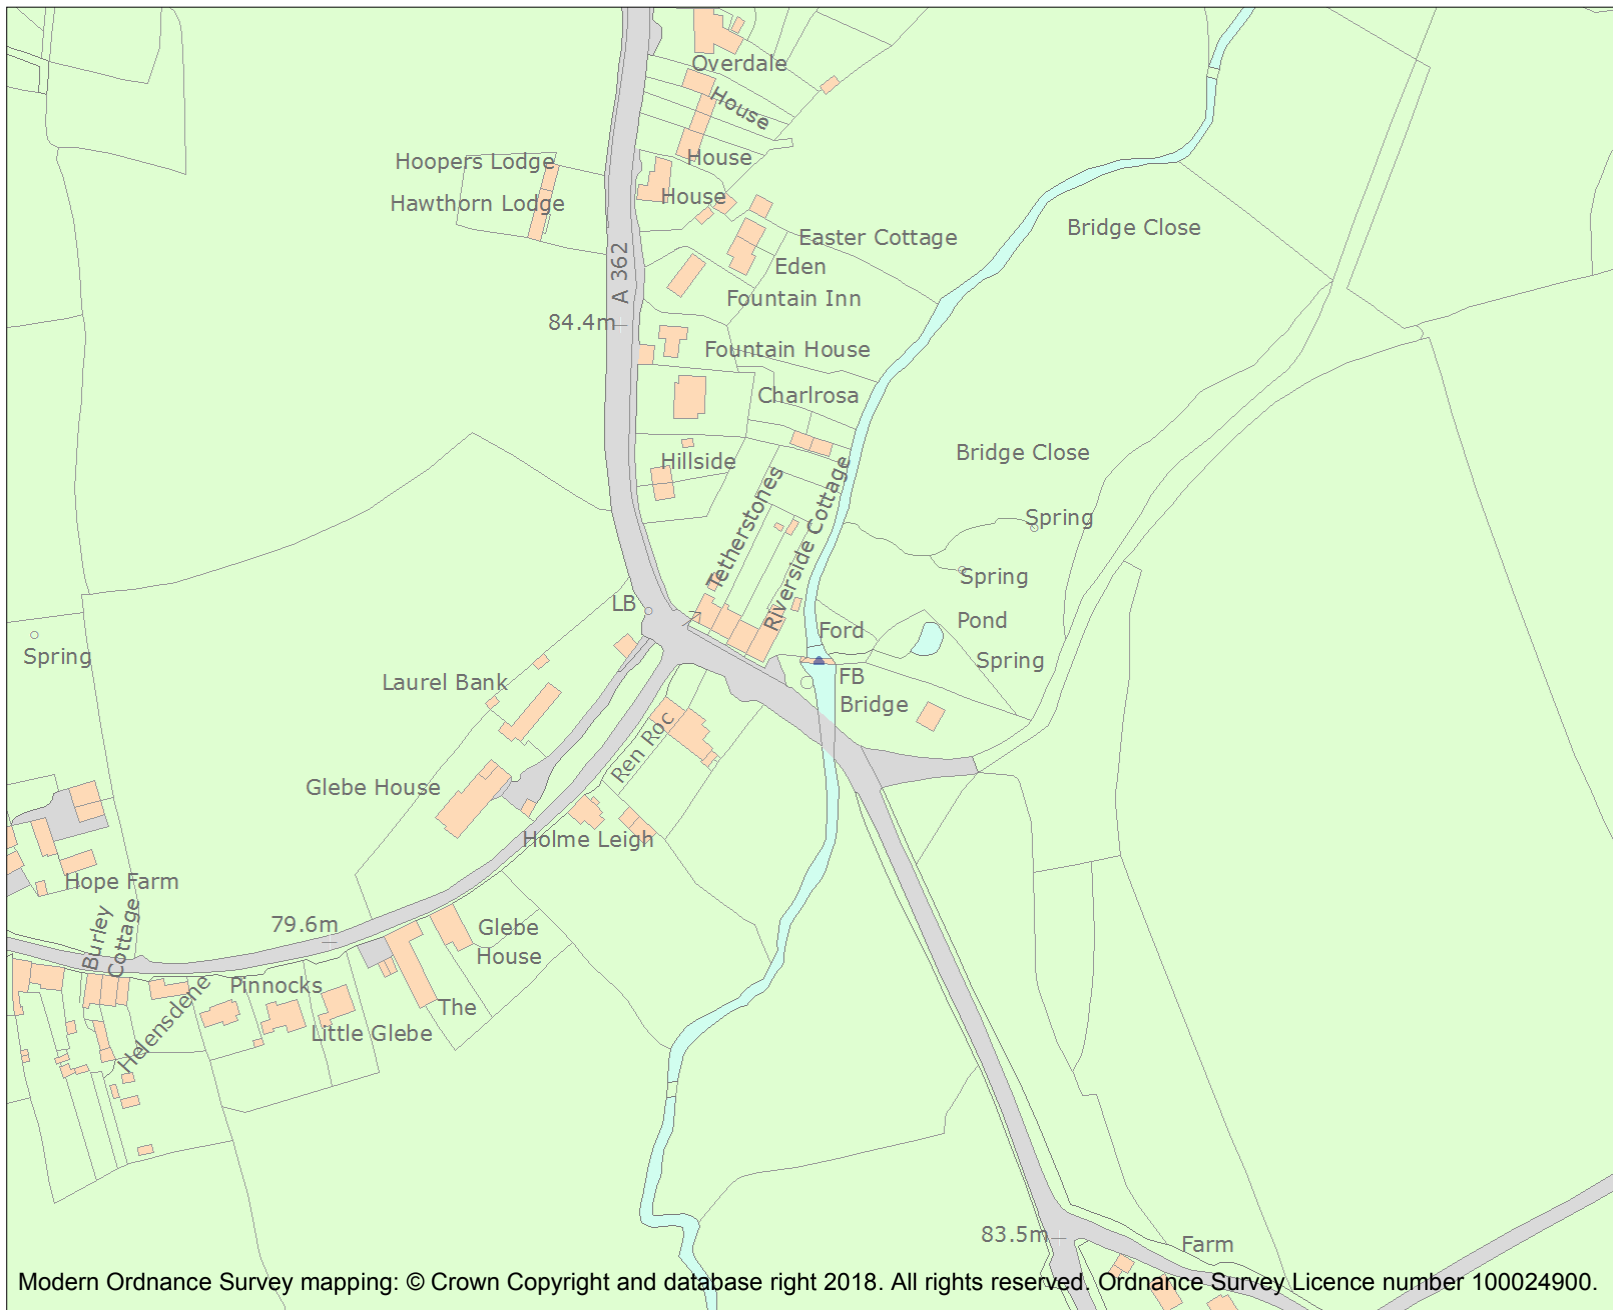 Overdale
House
Hoopers Lodge
House
Hawthorn Lodge
House
Bridge Close
Easter Cottage
A 362
Eden
Fountain Inn
84.4m
Fountain House
Charlrosa
Bridge Close
Hillside
Tetherstones
Riverside Cottage
Spring
Spring
LB
Pond
Ford
Spring
Spring
FB
Laurel Bank
Bridge
Ren Roc
Glebe House
Holme Leigh
Hope Farm
Burley
Cottage
79.6m
Glebe
House
Pinnocks
Helensdene
The
Little Glebe
83.5m
Farm
Modern Ordnance Survey mapping: © Crown Copyright and database right 2018. All rights reserved. Ordnance Survey Licence number 100024900.